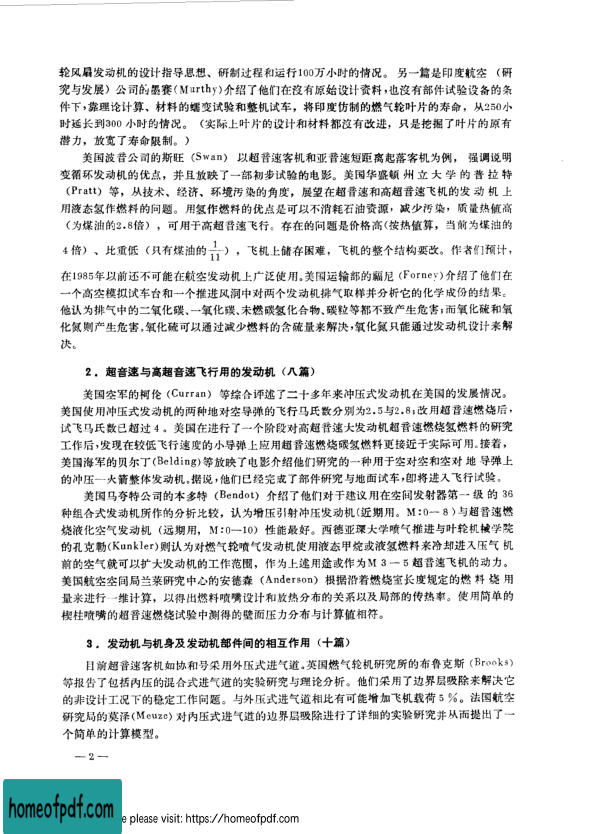 轮风扇发动机的设计指导思想、研制过程和运行100万小时的情况。另一篇是印度航空（研
究与发展）公司的墨赛(Murthy)介绍了他们在没有原始设计资料，也没有部件试验设备的条
件下，靠理论计算、材料的蠕变试验和整机试车，将印度仿制的燃气轮叶片的寿命，从250小
时延长到300小时的情况。（实际上叶片的设计和材料都没有改进，只是挖掘了叶片的原有
潜力，放宽了寿命限制。）
美国波音公司的斯旺（Swan）以超音速客机和亚音速短距离起落客机为例，强调说明
变循环发动机的优点，并且放映了一部初步试验的电影。美国华盛顿州立大学的普拉特
(Pratt）等，从技术、经济、环境污染的角度，展望在超音速和高超音速飞机的发动机上
用液态氢作燃料的问题。用氢作燃料的优点是可以不消耗石油资源，减少污染，质量热值高
（为煤油的2.8倍），可用于高超音速飞行。存在的问题是价格高(按热值算，当前为煤油的
4倍）、比重低（只有煤油的1/11），飞机上储存困难，飞机的整个结构要改。作者们预计，
在1985年以前还不可能在航空发动机上广泛使用。美国运输部的福尼（Forney）介绍了他们在
一个高空模拟试车台和一个推进风洞中对两个发动机排气取样并分析它的化学成份的结果。
他认为排气中的二氧化碳、一氧化碳、未燃碳氢化合物、碳粒等都不致产生危害；而氧化硫和氧
化氮则产生危害。氧化硫可以通过减少燃料的含硫量来解决，氧化氮只能通过发动机设计来解
决。
2．超音速与高超音速飞行用的发动机（八篇）
美国空军的柯伦（Curran）等综合评述了二十多年来冲压式发动机在美国的发展情况。
美国使用冲压式发动机的两种地对空导弹的飞行马氏数分别为2.5与2.8；改用超音速燃烧后，
试飞马氏数已超过4。美国在进行了一个阶段对高超音速大发动机超音速燃烧氢燃料的研究
工作后，发现在较低飞行速度的小导弹上应用超音速燃烧碳氢燃料更接近于实际可用。接着，
美国海军的贝尔丁(Belding)等放映了电影介绍他们研究的一种用于空对空和空对地导弹上
的冲压—火箭整体发动机。据说，他们已经完成了部件研究与地面试车，即将进入飞行试验。
美国马夸特公司的本多特（Bendot）介绍了他们对于建议用在空间发射器第一级的36
种组合式发动机所作的分析比较，认为增压引射冲压发动机(近期用。M：0—8）与超音速燃
烧液化空气发动机（远期用，M：0—10）性能最好。西德亚琛大学喷气推进与叶轮机械学院
的孔克勒(Kunkler)则认为对燃气轮喷气发动机使用液态甲烷或液氢燃料来冷却进入压气机
前的空气就可以扩大发动机的工作范围，作为上述用途或作为M3—5超音速飞机的动力。
美国航空空间局兰莱研究中心的安德森（Anderson）根据沿着燃烧室长度规定的燃料烧用
量来进行一维计算，以得出燃料喷嘴设计和放热分布的关系以及局部的传热率。使用简单的
楔柱喷嘴的超音速燃烧试验中测得的壁面压力分布与计算值相符。
3．发动机与机身及发动机部件间的相互作用（十篇）
目前超音速客机如协和号采用外压式进气道。英国燃气轮机研究所的布鲁克斯（Brooks)
等报告了包括内压的混合式进气道的实验研究与理论分析。他们采用了边界层吸除来解决它
的非设计工况下的稳定工作问题。与外压式进气道相比有可能增加飞机载荷5%。法国航空
研究局的莫泽(Meuze)对内压式进气道的边界层吸除进行了详细的实验研究并从而提出了一
个简单的计算模型。
—2—
homeofpdf.com
e please visit: https://homeofpdf.com